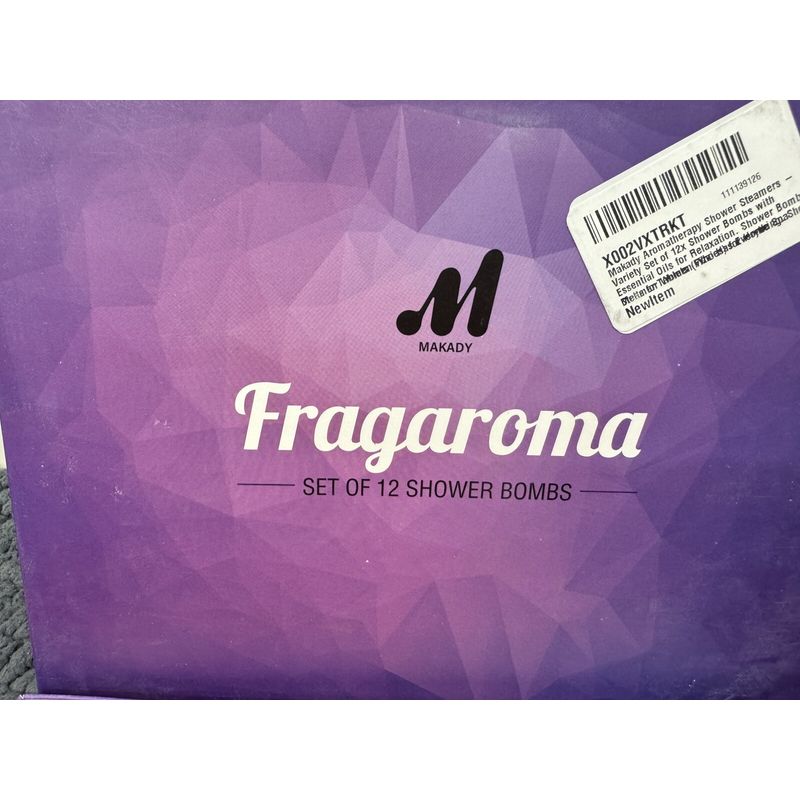 111139126
X002VXTRKT
Makady Aromatherapy Shower Steamers –
Variety Set of 12x Shower Bombs with
Essential Oils for Relaxation. Shower Bomb
NewItem
MAKADY
Fragaroma
SET OF 12 SHOWER BOMBS